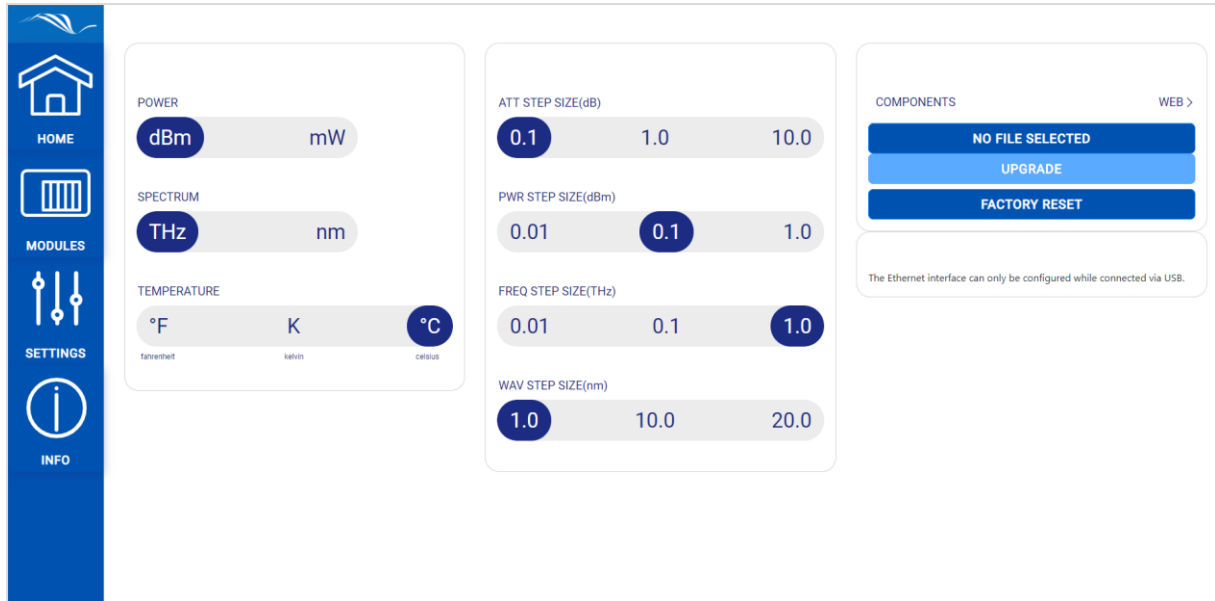 HOME
MODULES
SETTINGS
INFO
POWER
dBm mW
SPECTRUM
THz nm
TEMPERATURE
°F K °C
fahrenheit kelvin celsius
ATT STEP SIZE(dB)
0.1 1.0 10.0
PWR STEP SIZE(dBm)
0.01 0.1 1.0
FREQ STEP SIZE(THz)
0.01 0.1 1.0
WAV STEP SIZE(nm)
1.0 10.0 20.0
COMPONENTS WEB >
NO FILE SELECTED
UPGRADE
FACTORY RESET
The Ethernet interface can only be configured while connected via USB.